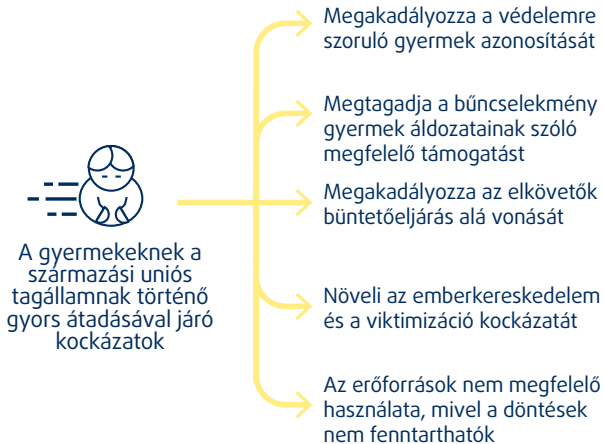 A gyermekeknek a
származási uniós
tagállamnak történő
gyors átadásával járó
kockázatok
Megakadályozza a védelemre
szoruló gyermek azonosítását
Megtagadja a bűncselekmény
gyermek áldozatainak szóló
megfelelő támogatást
Megakadályozza az elkövetők
büntetőeljárás alá vonását
Növeli az emberkereskedelem
és a viktimizáció kockázatát
Az erőforrások nem megfelelő
használata, mivel a döntések
nem fenntarthatók